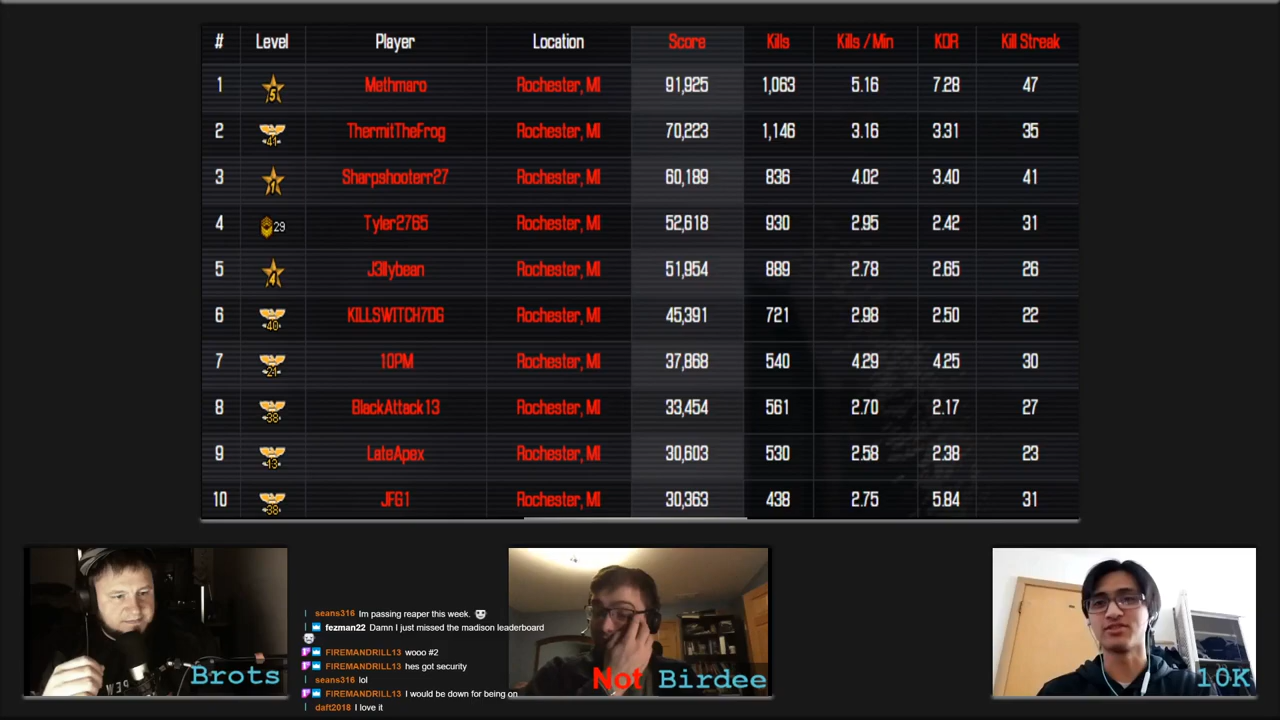 # Level Player Location Score Kills Kills / Min KDR Kill Streak
1 5 Methmaro Rochester, MI 91,925 1,063 5.16 7.28 47
2 41 ThermitTheFrog Rochester, MI 70,223 1,146 3.16 3.31 35
3 1 Sharpshooterr27 Rochester, MI 60,189 836 4.02 3.40 41
4 29 Tyler2765 Rochester, MI 52,618 930 2.95 2.42 31
5 4 J3llybean Rochester, MI 51,954 889 2.78 2.65 26
6 40 KILLSWITCH706 Rochester, MI 45,391 721 2.98 2.50 22
7 21 10PM Rochester, MI 37,868 540 4.29 4.25 30
8 38 BlackAttack13 Rochester, MI 33,454 561 2.70 2.17 27
9 13 LateApex Rochester, MI 30,603 530 2.58 2.38 23
10 38 JFG1 Rochester, MI 30,363 438 2.75 5.84 31
seans316 Im passing reaper this week.
fezman22 Damn I just missed the madison leaderboard
FIREMANDRILL13 wooo #2
FIREMANDRILL13 hes got security
seans316 lol
FIREMANDRILL13 I would be down for being on
daft2018 I love it
Brots
Not Birdee
10K